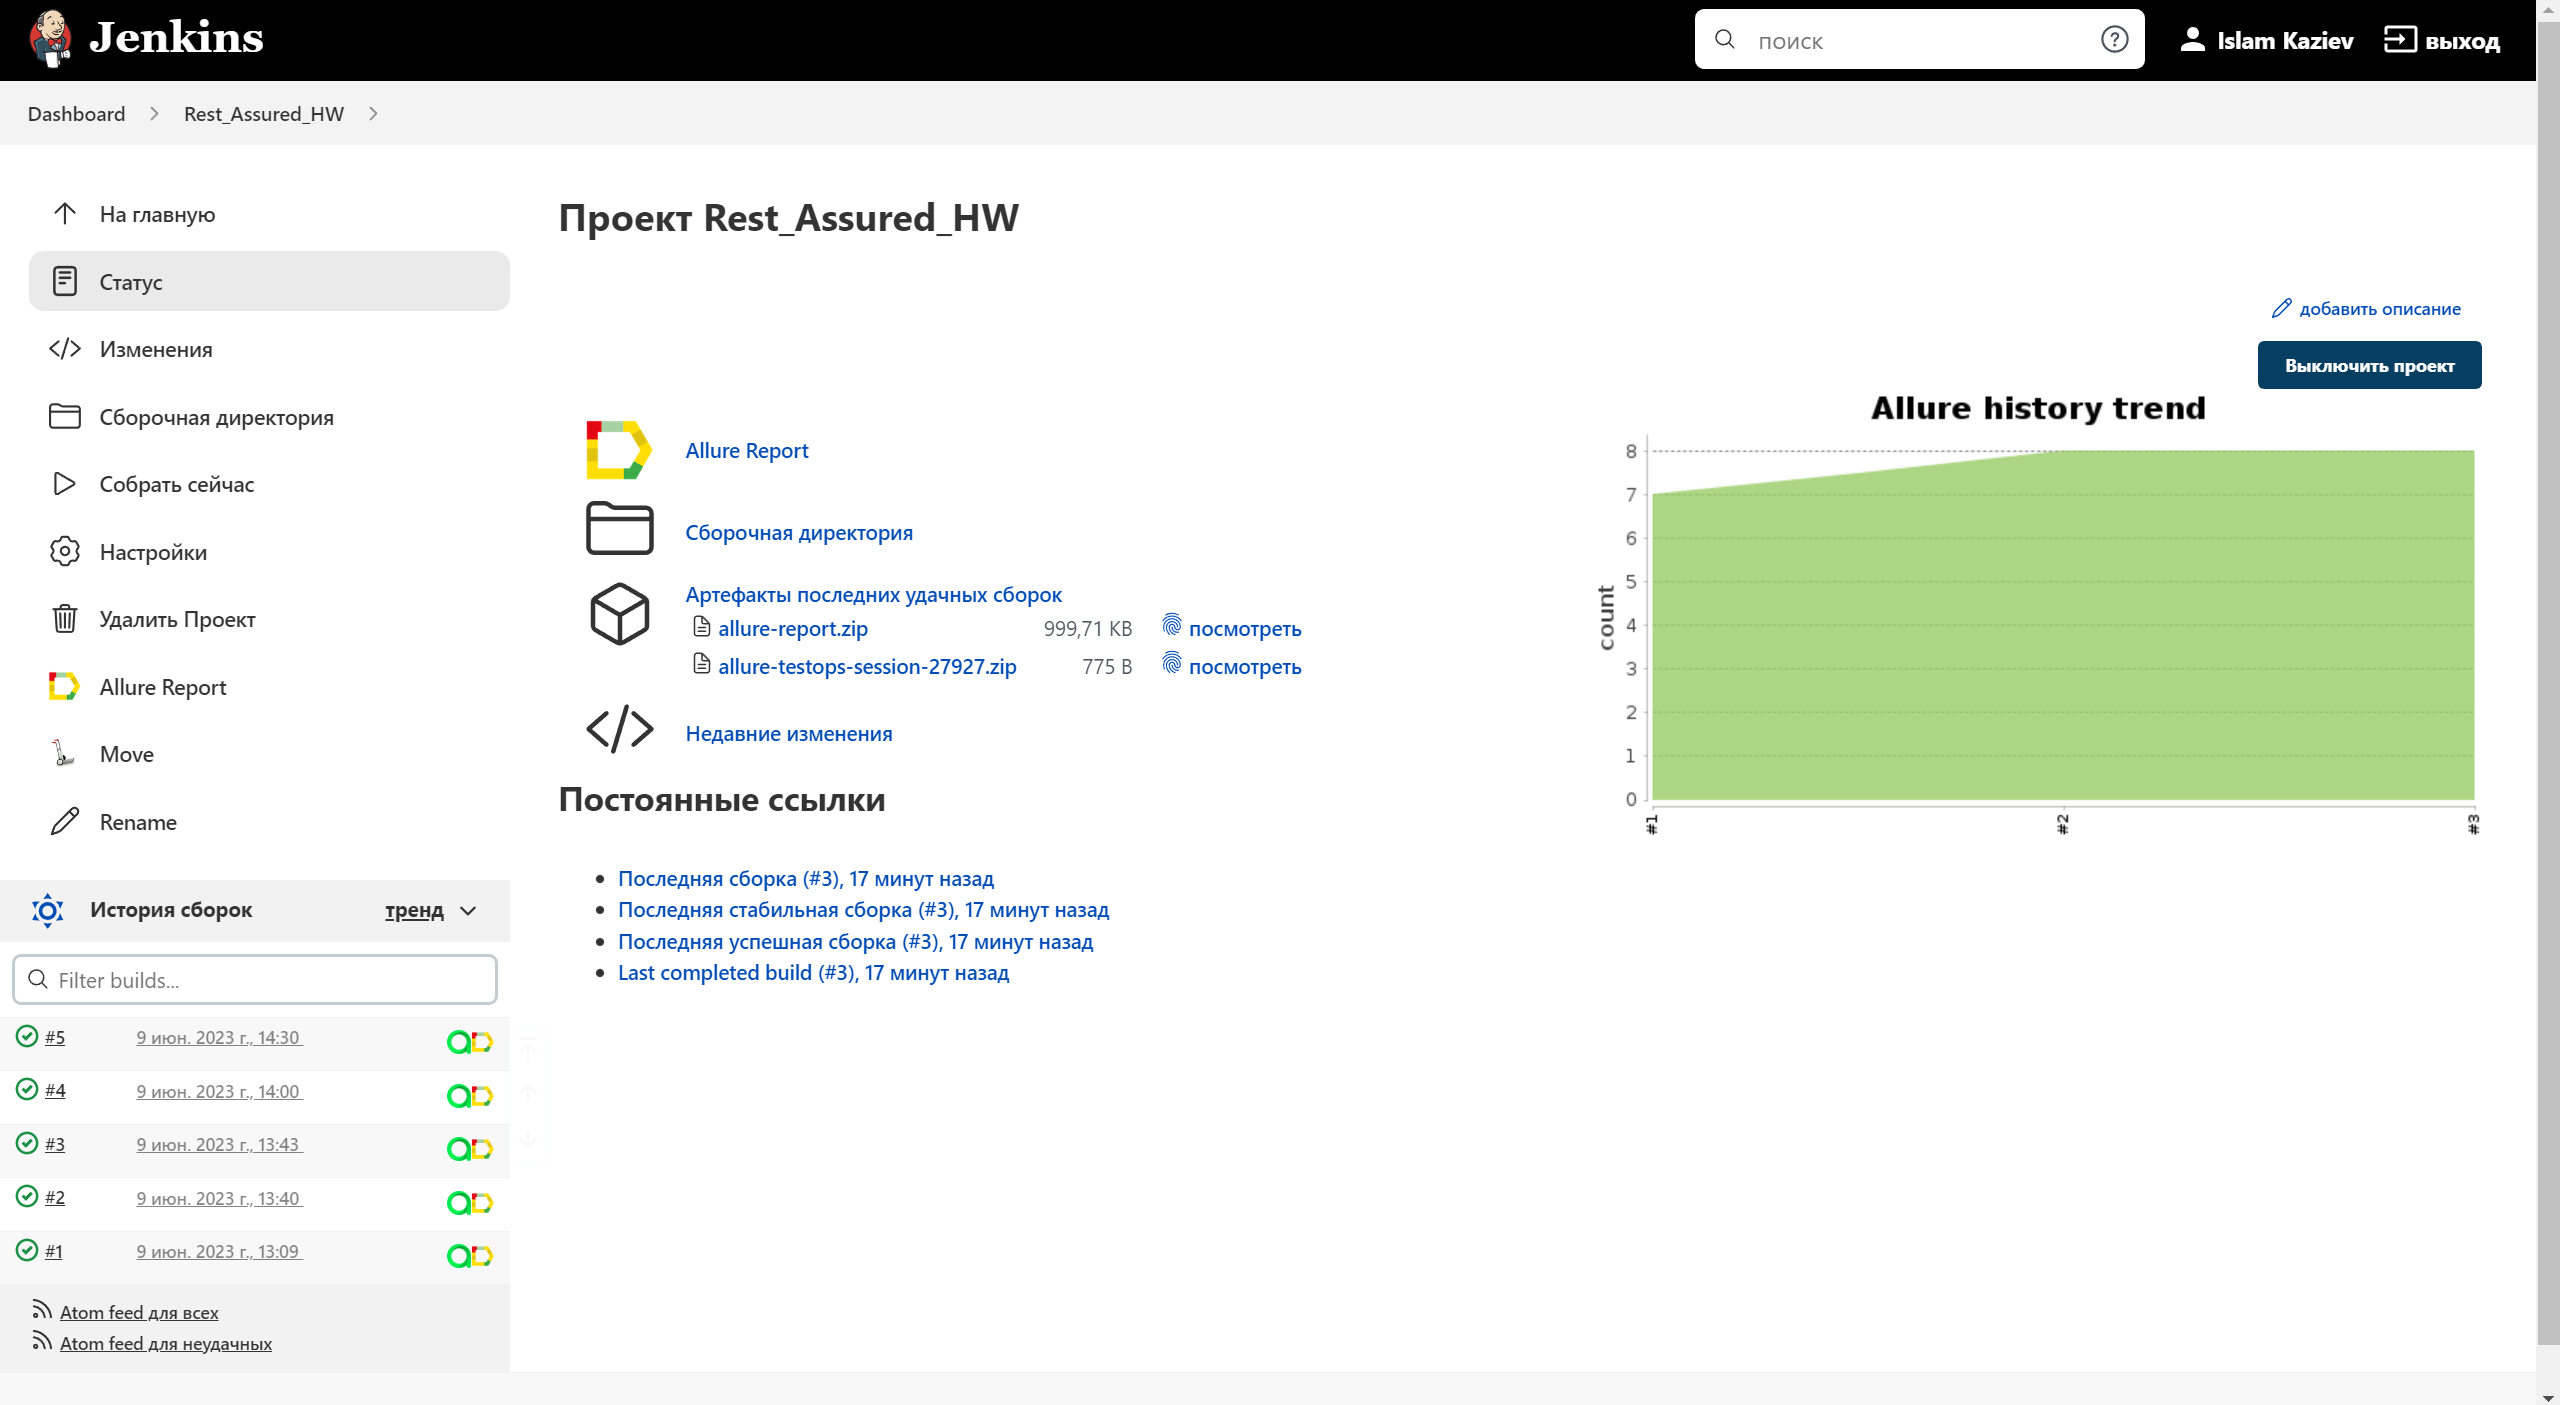 Jenkins
поиск
Islam Kaziev
выход
Dashboard
Rest_Assured_HW
На главную
Статус
Изменения
Сборочная директория
Собрать сейчас
Настройки
Удалить Проект
Allure Report
Move
Rename
История сборок
тренд
Filter builds...
#5 9 июн. 2023 г., 14:30
#4 9 июн. 2023 г., 14:00
#3 9 июн. 2023 г., 13:43
#2 9 июн. 2023 г., 13:40
#1 9 июн. 2023 г., 13:09
Atom feed для всех
Atom feed для неудачных
Проект Rest_Assured_HW
добавить описание
Выключить проект
Allure Report
Сборочная директория
Артефакты последних удачных сборок
allure-report.zip 999,71 KB посмотреть
allure-testops-session-27927.zip 775 B посмотреть
Недавние изменения
Постоянные ссылки
Последняя сборка (#3), 17 минут назад
Последняя стабильная сборка (#3), 17 минут назад
Последняя успешная сборка (#3), 17 минут назад
Last completed build (#3), 17 минут назад
Allure history trend
count
8
7
6
5
4
3
2
1
0
#1
#2
#3